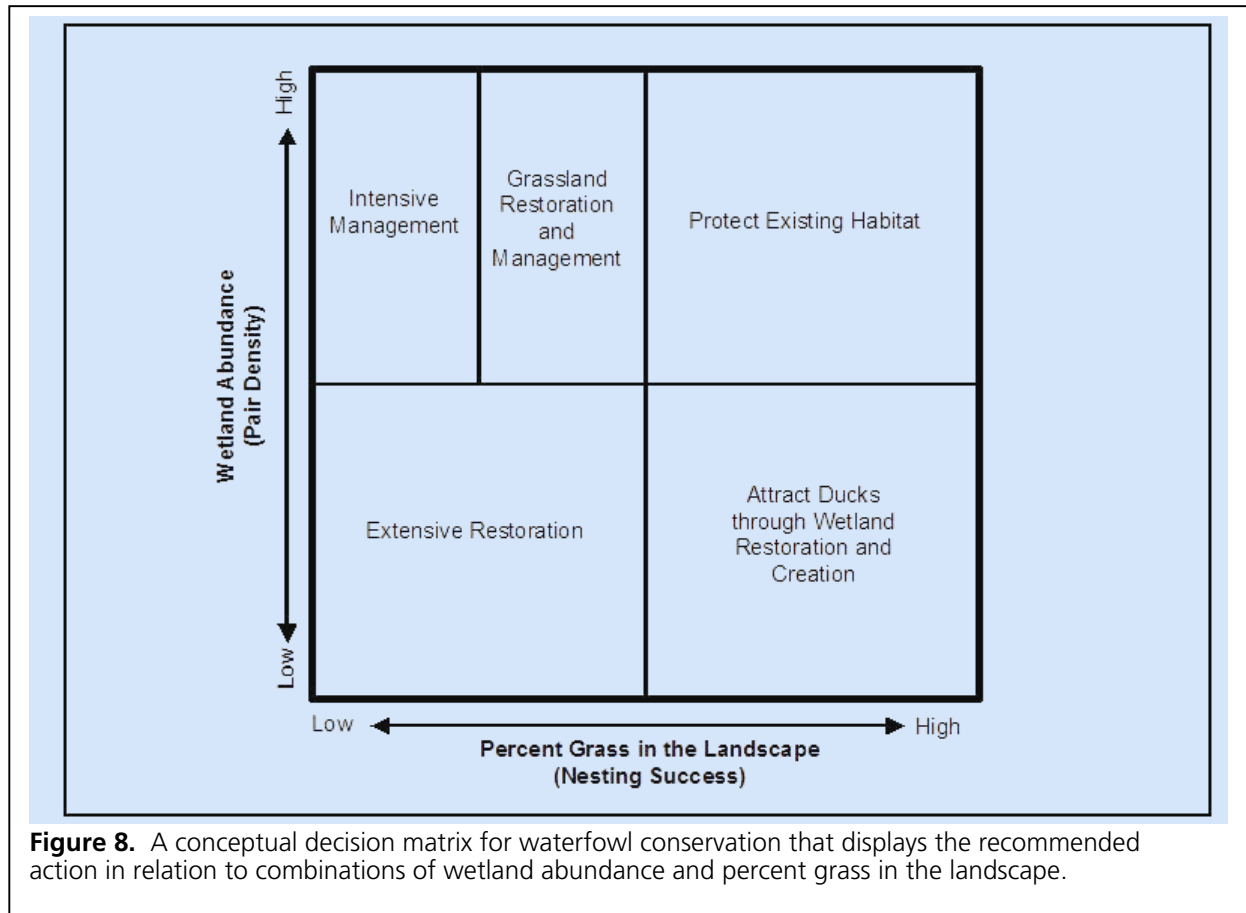 High
Wetland Abundance
(Pair Density)
Low
Intensive
Management
Grassland
Restoration
and
Management
Protect Existing Habitat
Extensive Restoration
Attract Ducks
through Wetland
Restoration and
Creation
Low
High
Percent Grass in the Landscape
(Nesting Success)
Figure 8. A conceptual decision matrix for waterfowl conservation that displays the recommended
action in relation to combinations of wetland abundance and percent grass in the landscape.